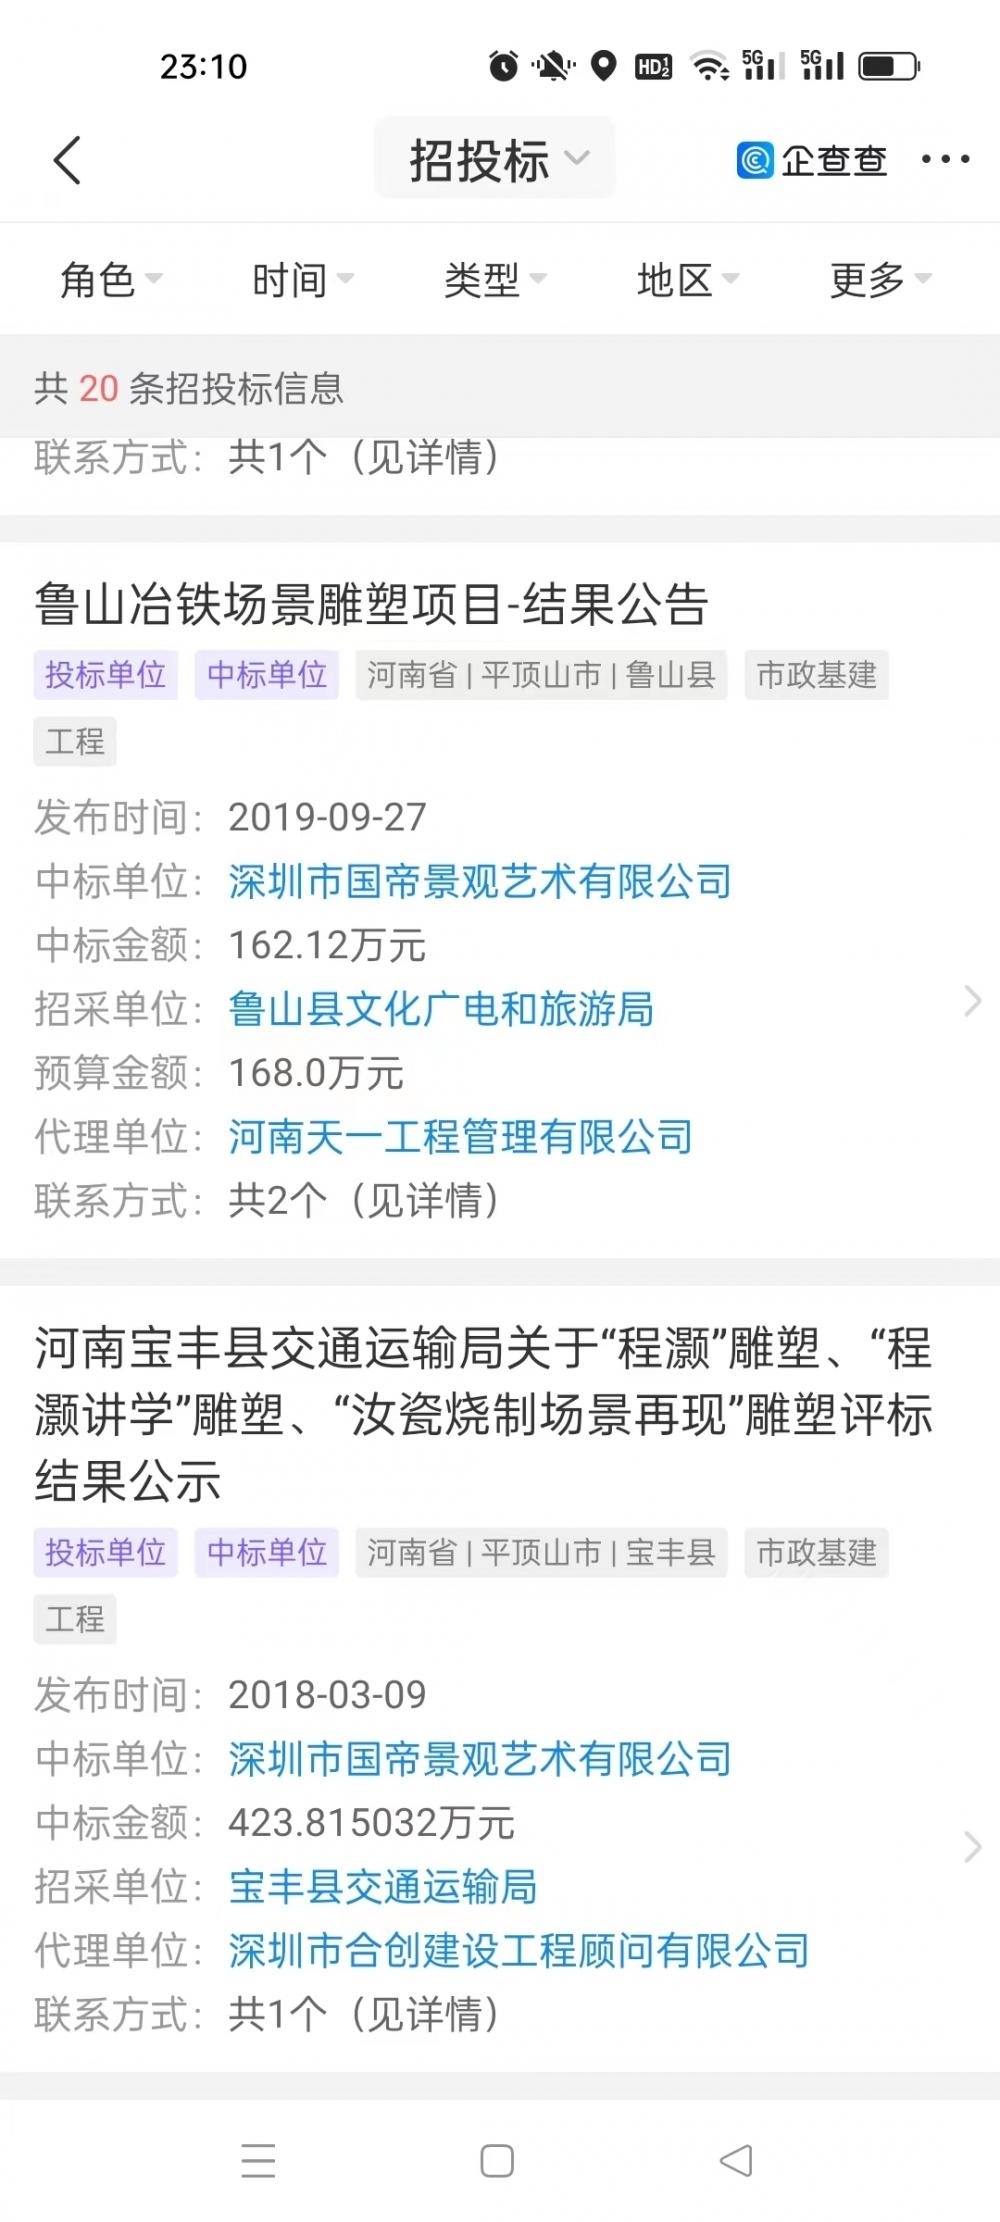 23:10 HD 1 2 5G 5G
招投标 企查查
角色 时间 类型 地区 更多
共 20 条招投标信息
联系方式：共1个（见详情）
鲁山冶铁场景雕塑项目-结果公告
投标单位 中标单位 河南省 | 平顶山市 | 鲁山县 市政基建
工程
发布时间：2019-09-27
中标单位：深圳市国帝景观艺术有限公司
中标金额：162.12万元
招采单位：鲁山县文化广电和旅游局
预算金额：168.0万元
代理单位：河南天一工程管理有限公司
联系方式：共2个（见详情）
河南宝丰县交通运输局关于“程灏”雕塑、“程
灏讲学”雕塑、“汝瓷烧制场景再现”雕塑评标
结果公示
投标单位 中标单位 河南省 | 平顶山市 | 宝丰县 市政基建
工程
发布时间：2018-03-09
中标单位：深圳市国帝景观艺术有限公司
中标金额：423.815032万元
招采单位：宝丰县交通运输局
代理单位：深圳市合创建设工程顾问有限公司
联系方式：共1个（见详情）